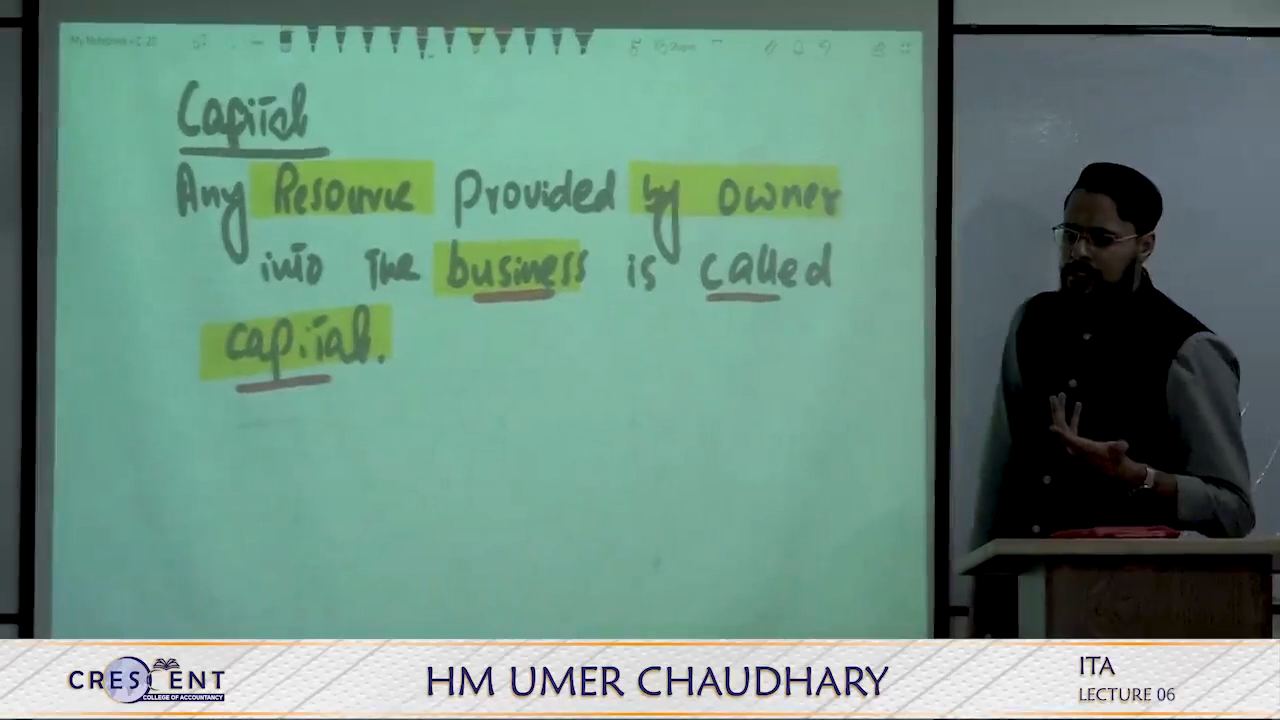 Capital
Any Resource Provided by owner
into The business is called
capital.
CRESCENT
COLLEGE OF ACCOUNTANCY
HM UMER CHAUDHARY
ITA
LECTURE 06